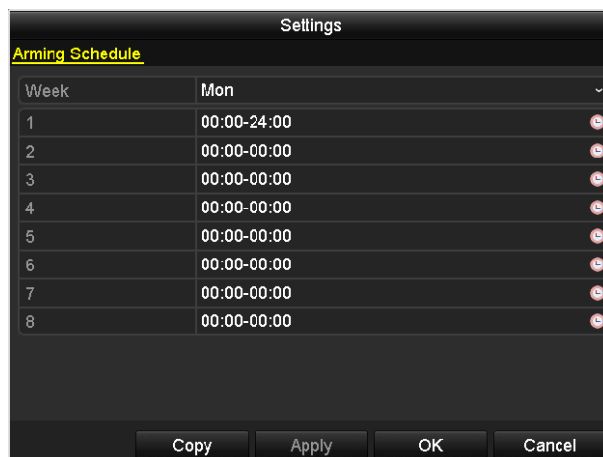 Settings
Arming Schedule
Week Mon
1 00:00-24:00
2 00:00-00:00
3 00:00-00:00
4 00:00-00:00
5 00:00-00:00
6 00:00-00:00
7 00:00-00:00
8 00:00-00:00
Copy Apply OK Cancel